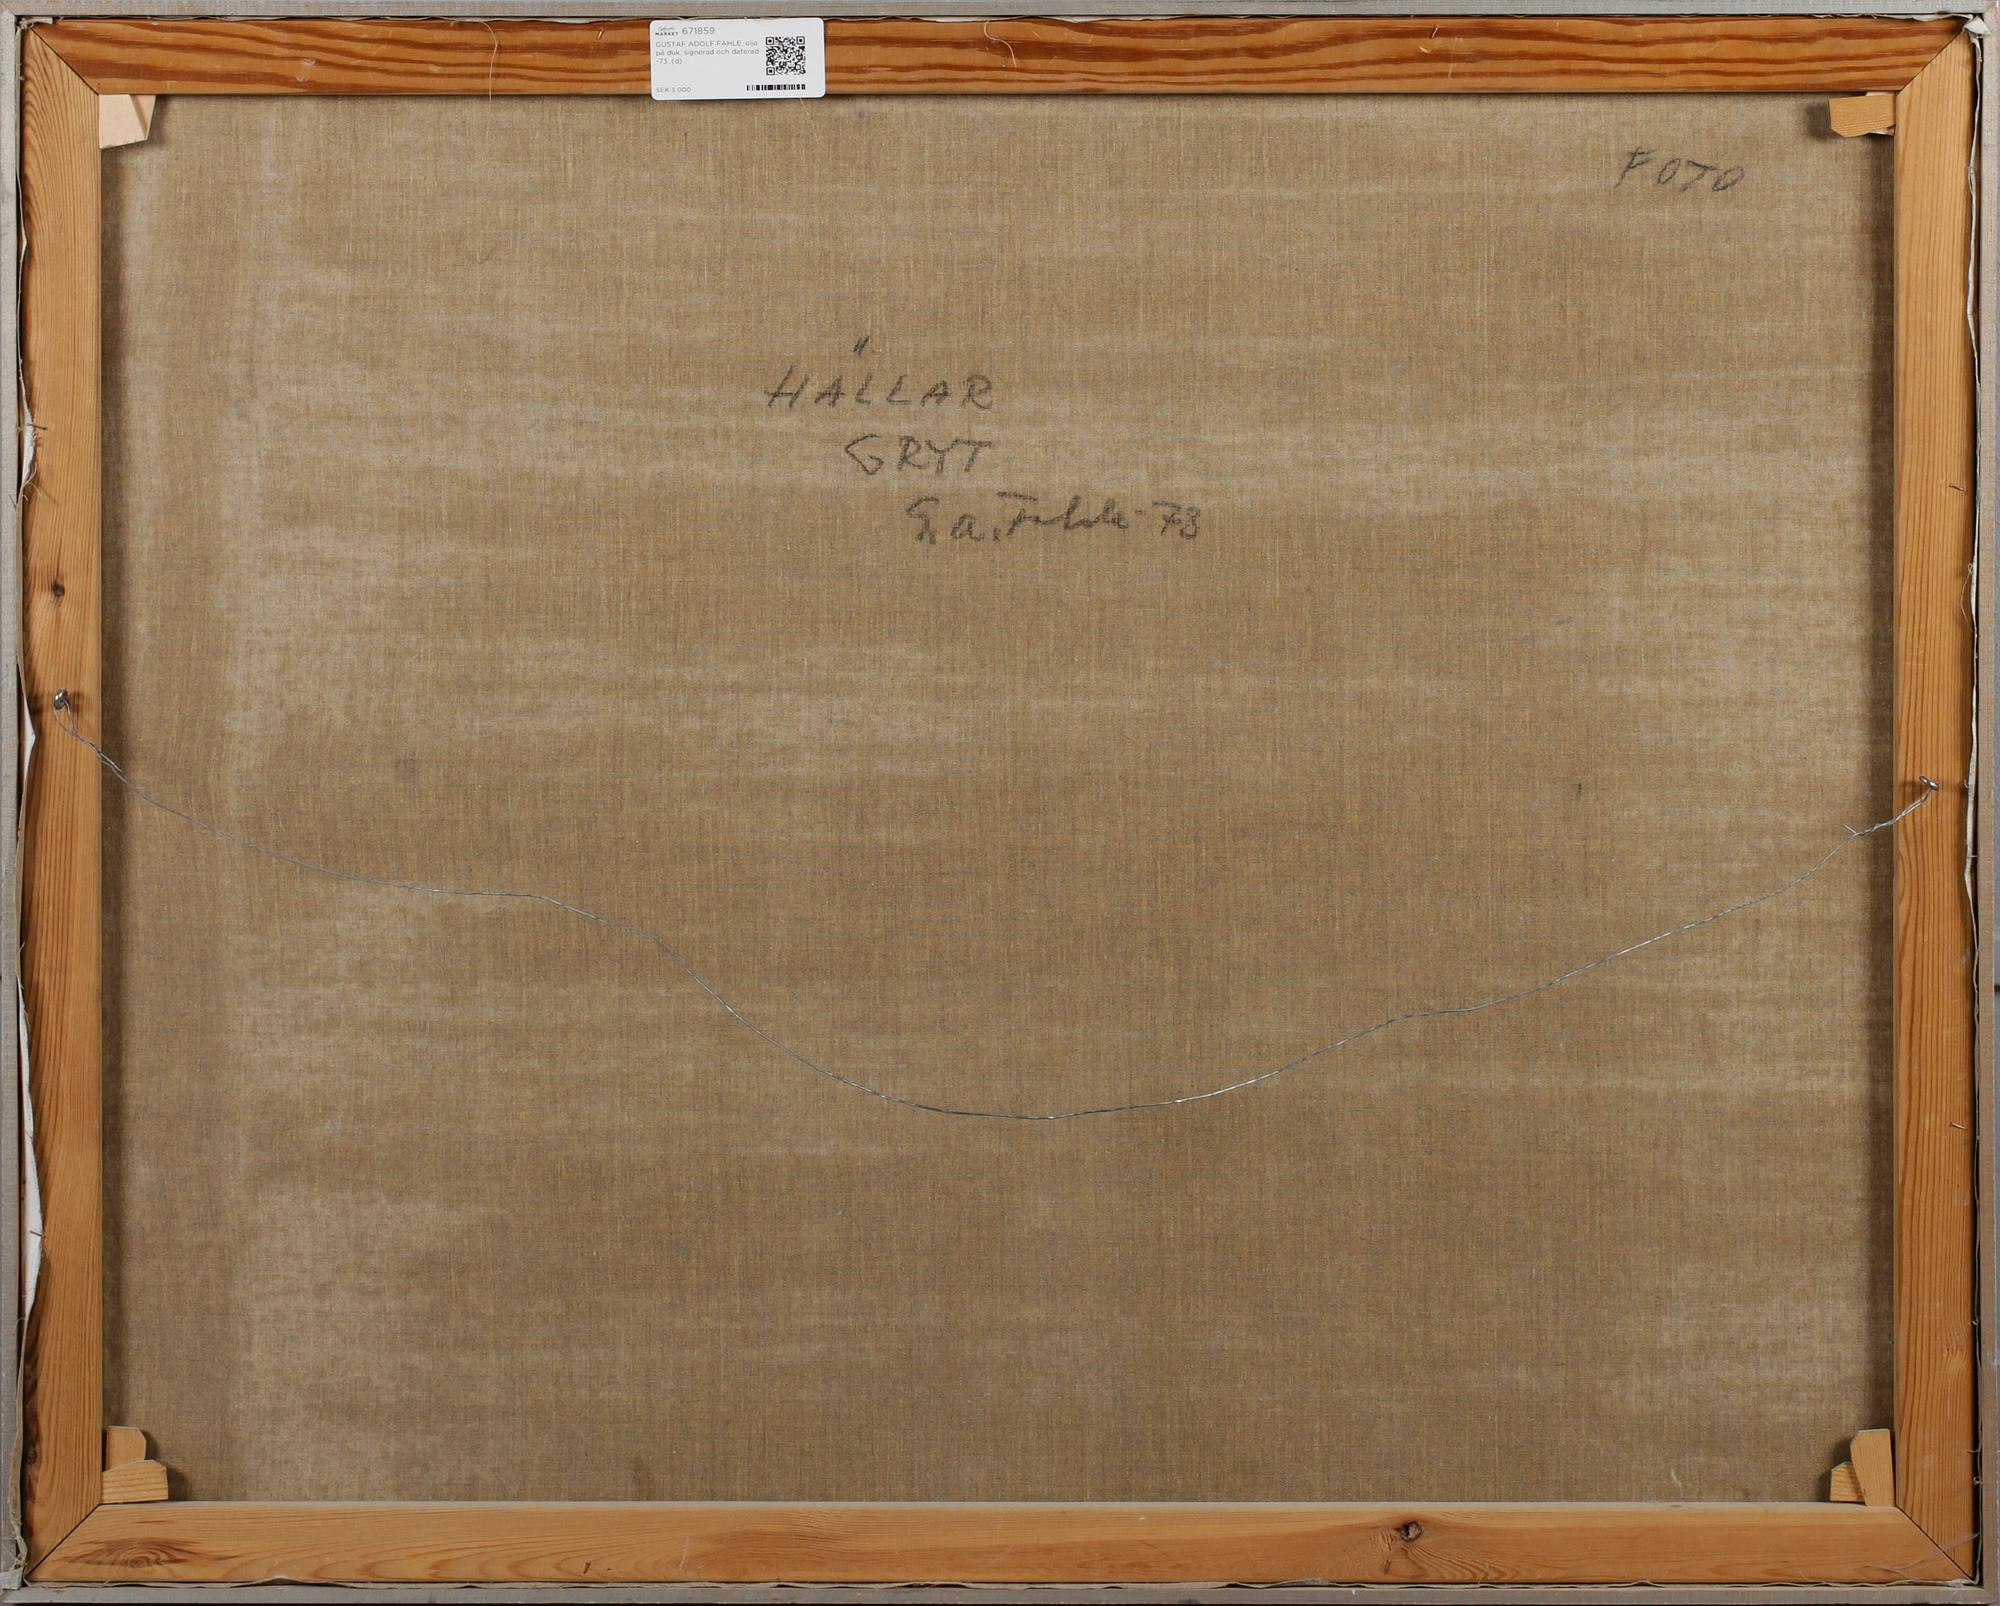 MARKET 671859
GUSTAF ADOLF FAHLE, olja
på duk, signerad och daterad
-73. (d)
SEK 3 000
FOTO
HÄLLAR
GRYT
G.a. Fahle-78